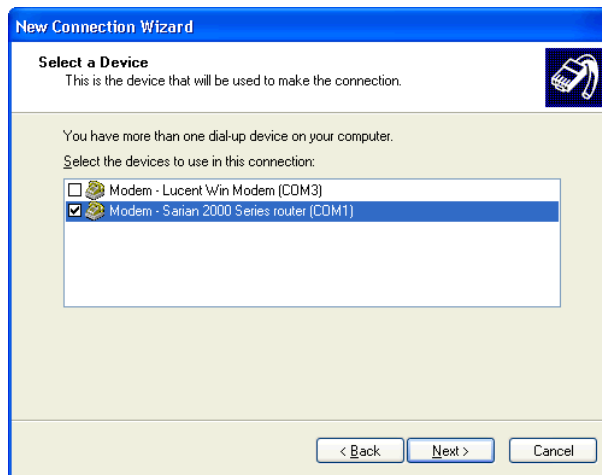 New Connection Wizard
Select a Device
This is the device that will be used to make the connection.
You have more than one dial-up device on your computer.
Select the devices to use in this connection:
Modem - Lucent Win Modem (COM3)
Modem - Sarian 2000 Series router (COM1)
< Back Next > Cancel